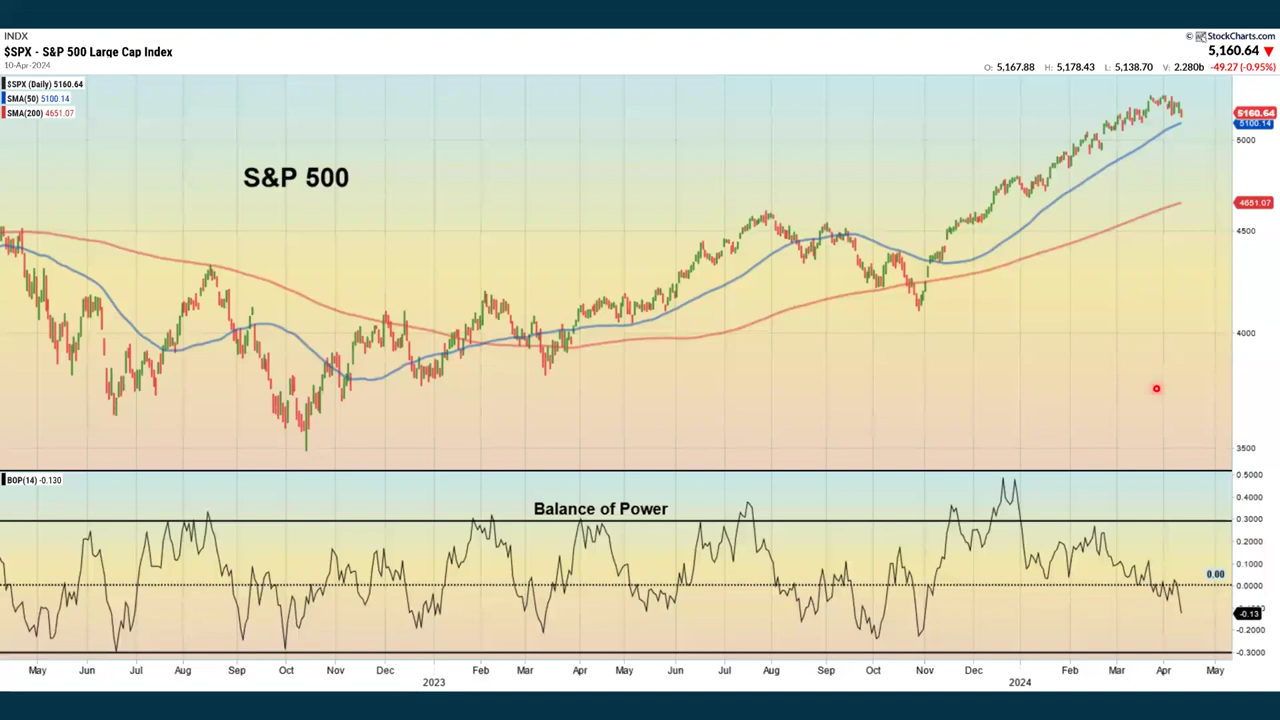 INDX
© StockCharts.com
$SPX - S&P 500 Large Cap Index
5,160.64
10-Apr-2024
O: 5,167.88 H: 5,178.43 L: 5,138.70 V: 2.280b -49.27 (-0.95%)
$SPX (Daily) 5160.64
SMA(50) 5100.14
SMA(200) 4651.07
5160.64
5100.14
5000
S&P 500
4651.07
4500
4000
3500
BOP(14) -0.130
0.5000
0.4000
Balance of Power
0.3000
0.2000
0.1000
0.00
0.0000
-0.13
-0.2000
-0.3000
May Jun Jul Aug Sep Oct Nov Dec Feb Mar Apr May Jun Jul Aug Sep Oct Nov Dec Feb Mar Apr May
2023 2024